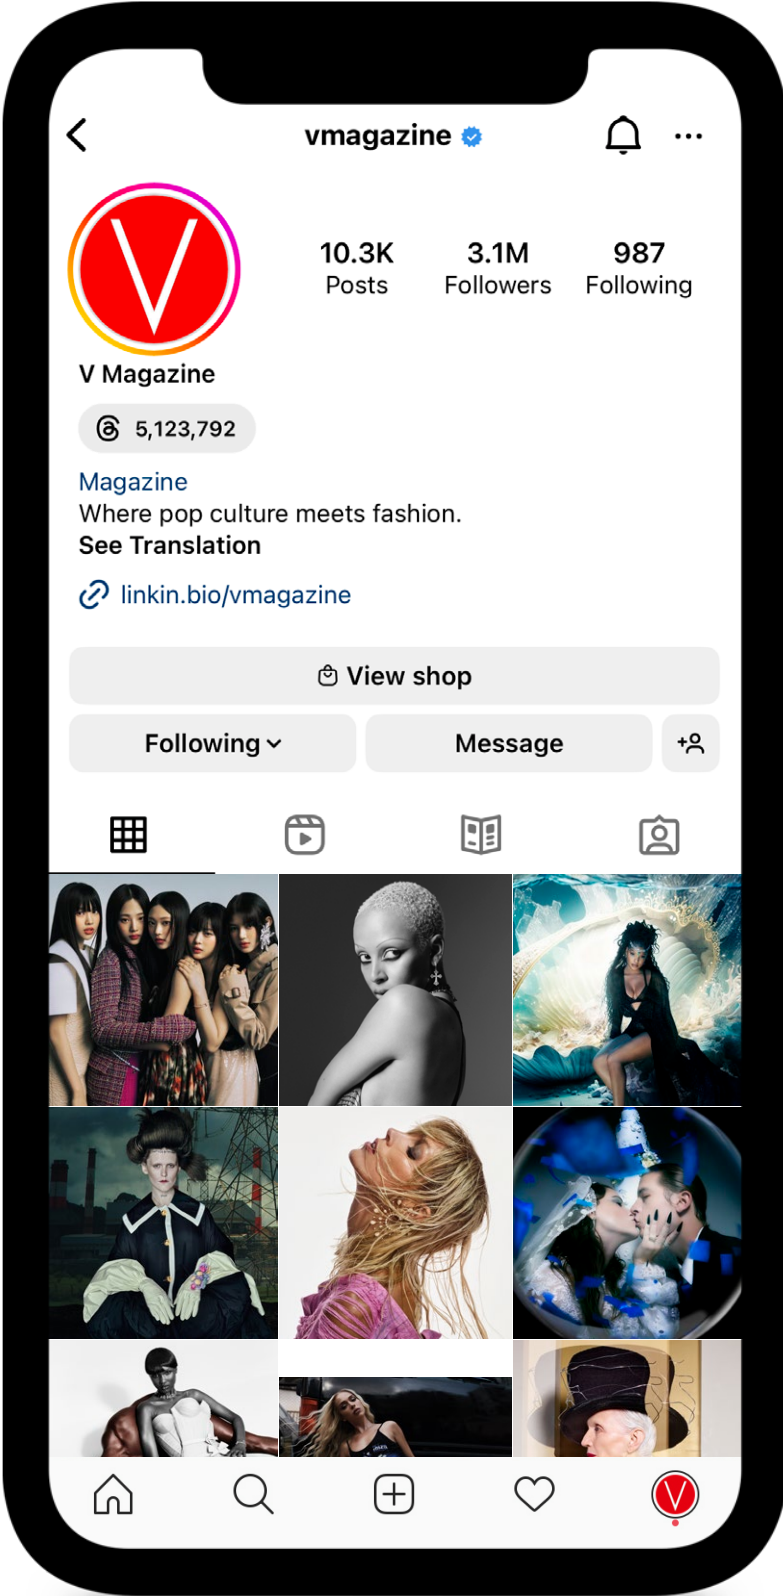 vmagazine
V
10.3K
Posts
3.1M
Followers
987
Following
V Magazine
5,123,792
Magazine
Where pop culture meets fashion.
See Translation
linkin.bio/vmagazine
View shop
Following
Message
V